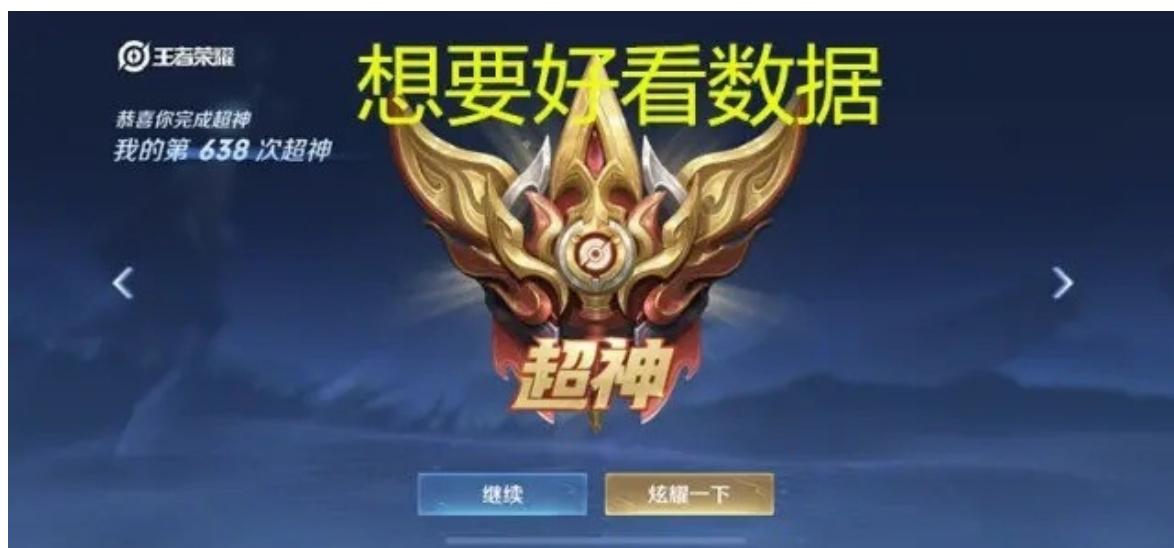 王者荣耀
想要好看数据
恭喜你完成超神
我的第 638 次超神
超神
继续
炫耀一下